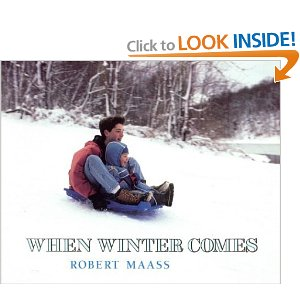 Click to LOOK INSIDE!
WHEN WINTER COMES
ROBERT MAASS